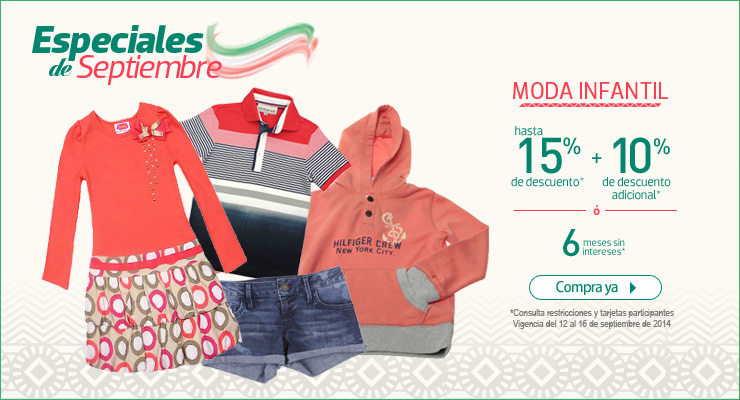 Especiales
de Septiembre
HILFIGER CREW
NEW YORK CITY.
MODA INFANTIL
hasta
15% + 10%
de descuento* de descuento
adicional*
ó
6 meses sin
intereses*
Compra ya
*Consulta restricciones y tarjetas participantes
Vigencia del 12 al 16 de septiembre de 2014